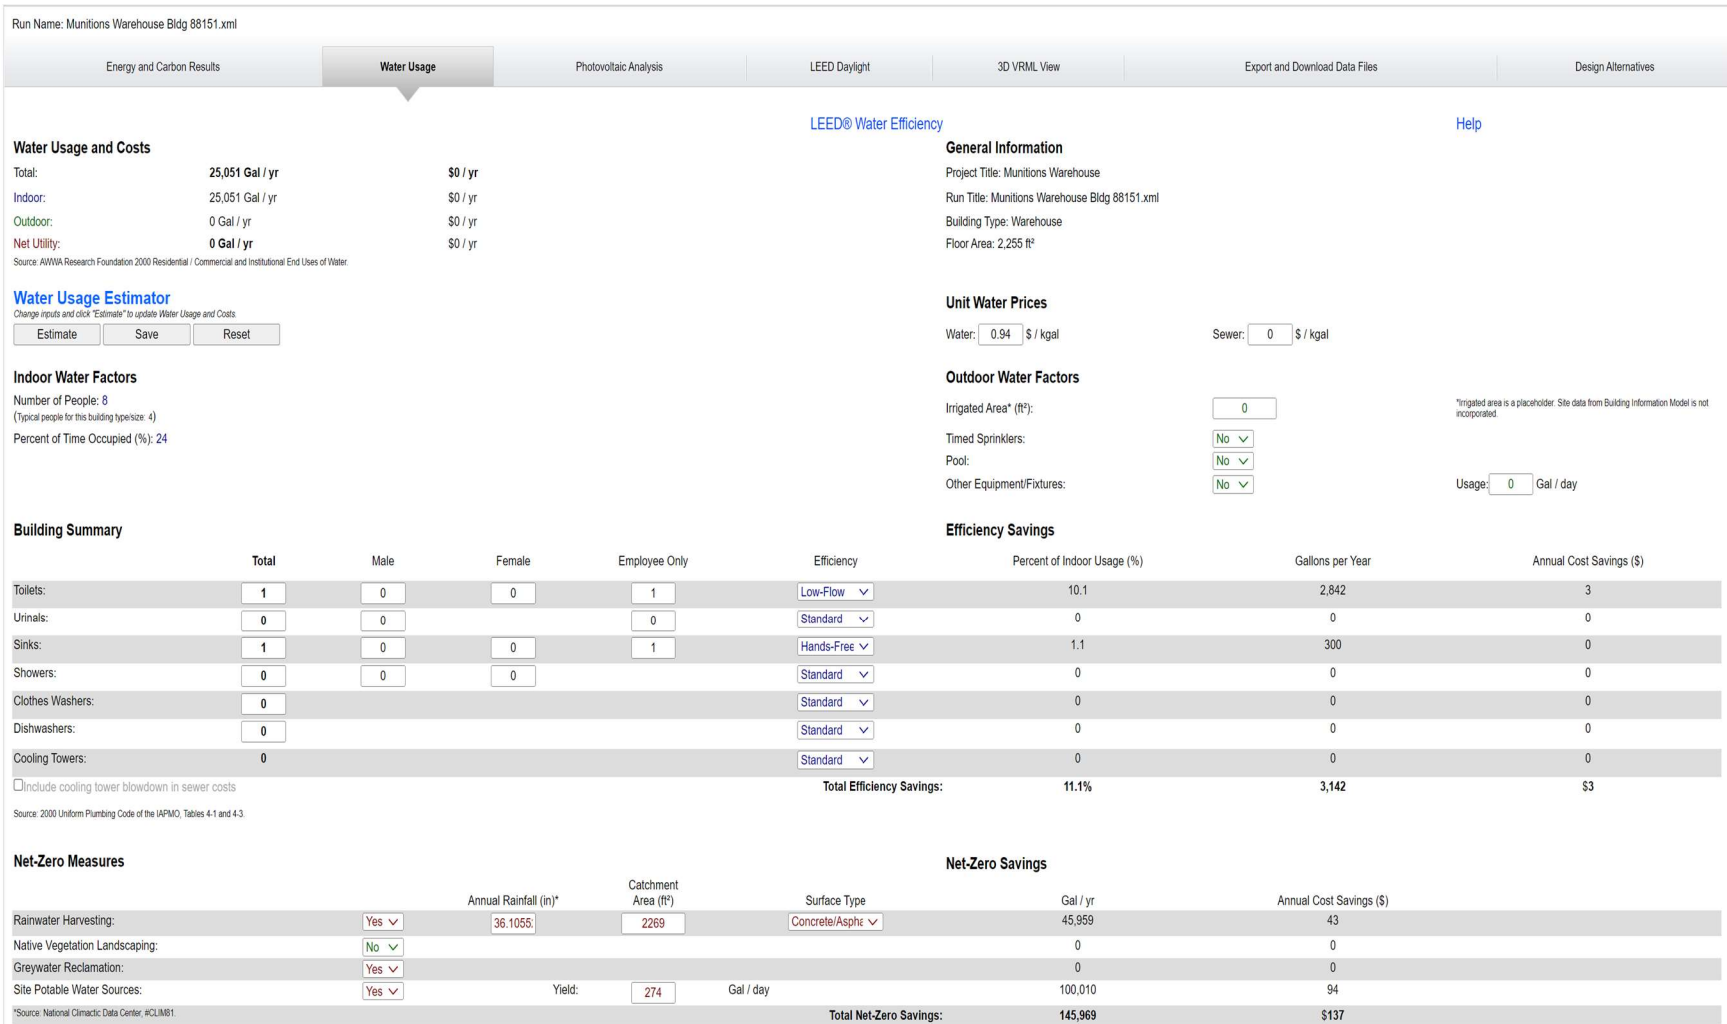 Run Name: Munitions Warehouse Bldg 88151.xml
Energy and Carbon Results Water Usage Photovoltaic Analysis LEED Daylight 3D VRML View Export and Download Data Files Design Alternatives
LEED® Water Efficiency Help
Water Usage and Costs General Information
Total: 25,051 Gal / yr $0 / yr Project Title: Munitions Warehouse
Indoor: 25,051 Gal / yr $0 / yr Run Title: Munitions Warehouse Bldg 88151.xml
Outdoor: 0 Gal / yr $0 / yr Building Type: Warehouse
Net Utility: 0 Gal / yr $0 / yr Floor Area: 2,255 ft²
Source: AWWA Research Foundation 2000 Residential / Commercial and Institutional End Uses of Water.
Water Usage Estimator Unit Water Prices
Change inputs and click "Estimate" to update Water Usage and Costs.
Estimate Save Reset Water: 0.94 $ / kgal Sewer: 0 $ / kgal
Indoor Water Factors Outdoor Water Factors
Number of People: 8
(Typical people for this building type/size: 4)
Irrigated Area* (ft²): 0 *Irrigated area is a placeholder. Site data from Building Information Model is not
incorporated.
Percent of Time Occupied (%): 24 Timed Sprinklers: No
Pool: No
Other Equipment/Fixtures: No Usage: 0 Gal / day
Building Summary Efficiency Savings
Total Male Female Employee Only Efficiency Percent of Indoor Usage (%) Gallons per Year Annual Cost Savings ($)
Toilets: 1 0 0 1 Low-Flow 10.1 2,842 3
Urinals: 0 0 0 Standard 0 0 0
Sinks: 1 0 0 1 Hands-Free 1.1 300 0
Showers: 0 0 0 Standard 0 0 0
Clothes Washers: 0 Standard 0 0 0
Dishwashers: 0 Standard 0 0 0
Cooling Towers: 0 Standard 0 0 0
Include cooling tower blowdown in sewer costs Total Efficiency Savings: 11.1% 3,142 $3
Source: 2000 Uniform Plumbing Code of the IAPMO, Tables 4-1 and 4-3.
Net-Zero Measures Net-Zero Savings
Annual Rainfall (in)* Catchment
Area (ft²) Surface Type Gal / yr Annual Cost Savings ($)
Rainwater Harvesting: Yes 36.1055 2269 Concrete/Aspha 45,959 43
Native Vegetation Landscaping: No 0 0
Greywater Reclamation: Yes 0 0
Site Potable Water Sources: Yes Yield: 274 Gal / day 100,010 94
*Source: National Climactic Data Center, #CLIM81. Total Net-Zero Savings: 145,969 $137